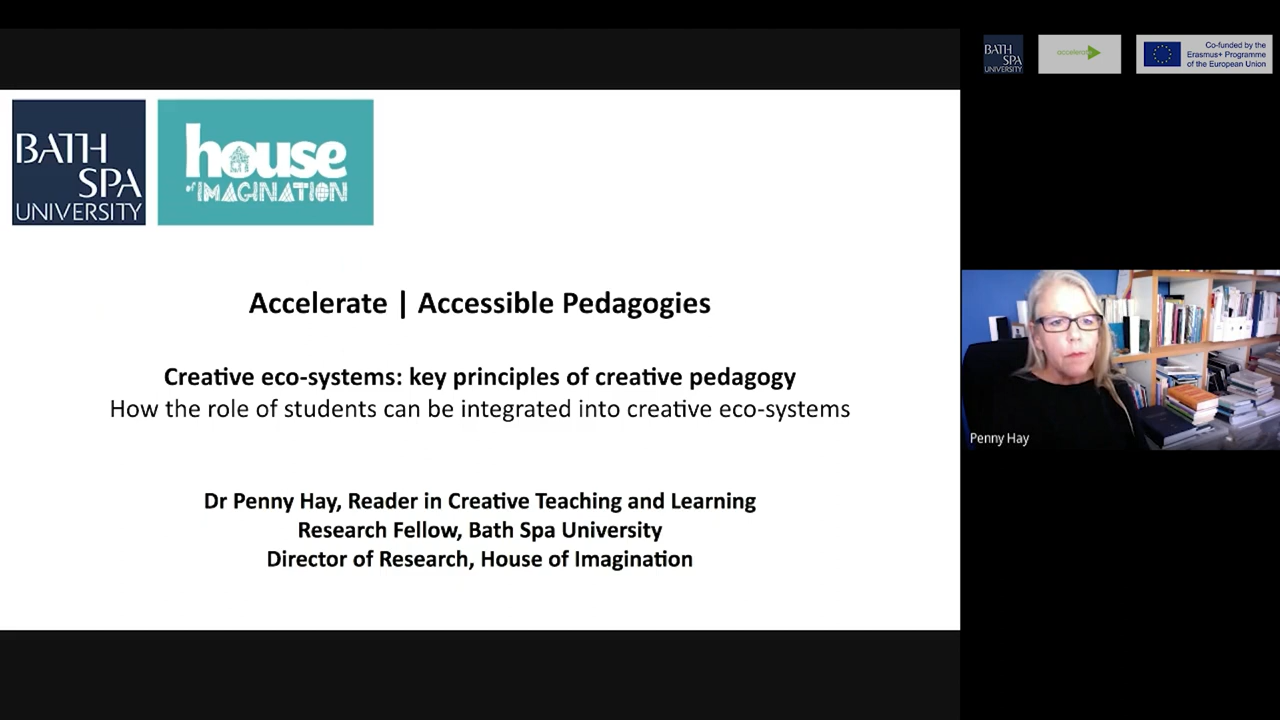 BATH
SPA
UNIVERSITY
house
of IMAGINATION
Accelerate | Accessible Pedagogies
Creative eco-systems: key principles of creative pedagogy
How the role of students can be integrated into creative eco-systems
Dr Penny Hay, Reader in Creative Teaching and Learning
Research Fellow, Bath Spa University
Director of Research, House of Imagination
BATH
SPA
UNIVERSITY
accelerate
Co-funded by the
Erasmus+ Programme
of the European Union
Penny Hay